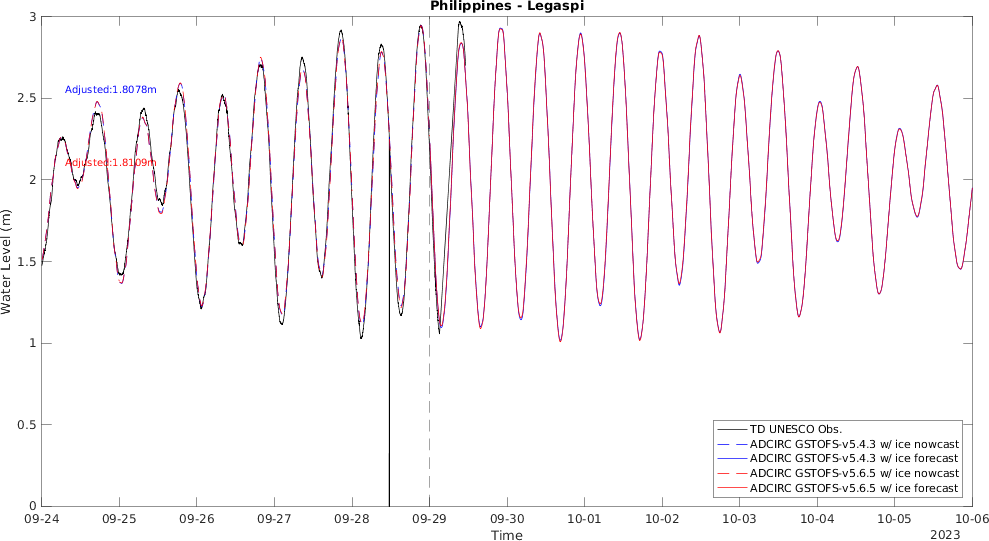 Philippines - Legaspi
3
2.5
2
1.5
1
0.5
0
Water Level (m)
Adjusted:1.8078m
Adjusted:1.8109m
TD UNESCO Obs.
ADCIRC GSTOFS-v5.4.3 w/ ice nowcast
ADCIRC GSTOFS-v5.4.3 w/ ice forecast
ADCIRC GSTOFS-v5.6.5 w/ ice nowcast
ADCIRC GSTOFS-v5.6.5 w/ ice forecast
09-24 09-25 09-26 09-27 09-28 09-29 09-30 10-01 10-02 10-03 10-04 10-05 10-06
Time
2023